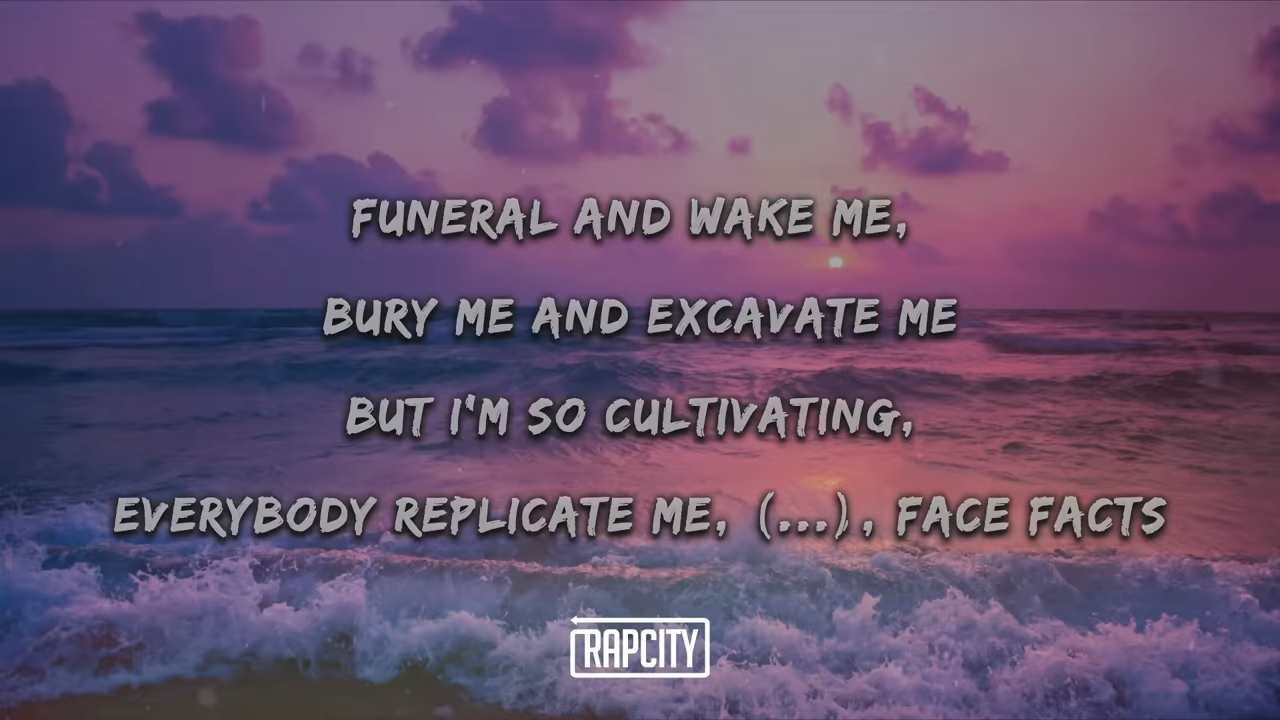 FUNERAL AND WAKE ME,
BURY ME AND EXCAVATE ME
BUT I'M SO CULTIVATING,
EVERYBODY REPLICATE ME, (...), FACE FACTS
RAPCITY